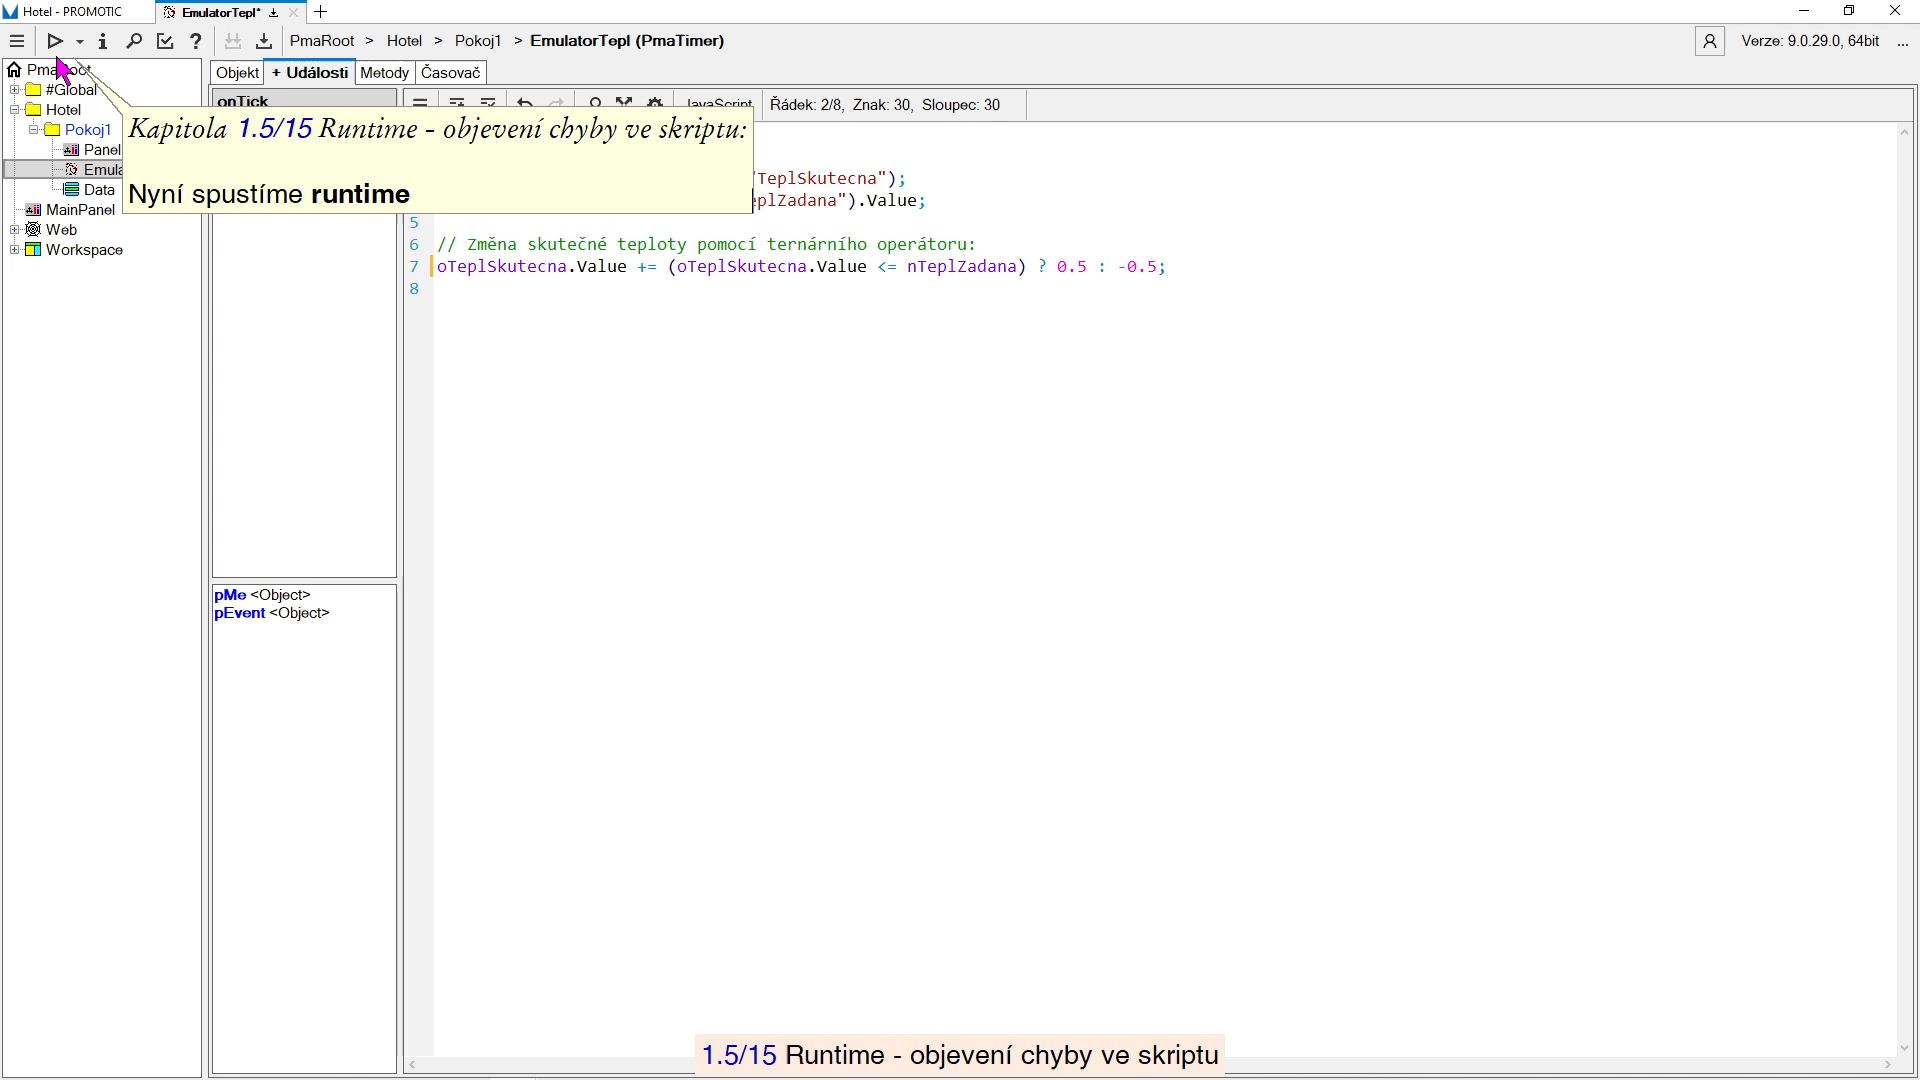 Hotel - PROMOTIC
EmulatorTepl*
PmaRoot > Hotel > Pokoj1 > EmulatorTepl (PmaTimer)
Verze: 9.0.29.0, 64bit ...
#Global
Hotel
Pokoj1
Panel
Data
MainPanel
Web
Workspace
Objekt
+ Události
Metody
Časovač
onTick
JavaScript
Řádek: 2/8, Znak: 30, Sloupec: 30
Kapitola 1.5/15 Runtime - objevení chyby ve skriptu:
Nyní spustíme runtime
TeplSkutecna");
plZadana").Value;
5
6 // Změna skutečné teploty pomocí ternárního operátoru:
7 oTeplSkutecna.Value += (oTeplSkutecna.Value <= nTeplZadana) ? 0.5 : -0.5;
8
pMe <Object>
pEvent <Object>
1.5/15 Runtime - objevení chyby ve skriptu